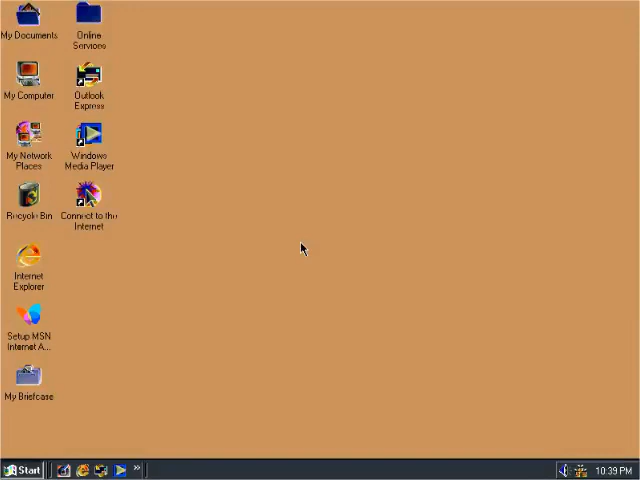 My Documents
Online
Services
My Computer
Outlook
Express
My Network
Places
Windows
Media Player
Recycle Bin
Connect to the
Internet
Internet
Explorer
Setup MSN
Internet A...
My Briefcase
Start
»
10:39 PM